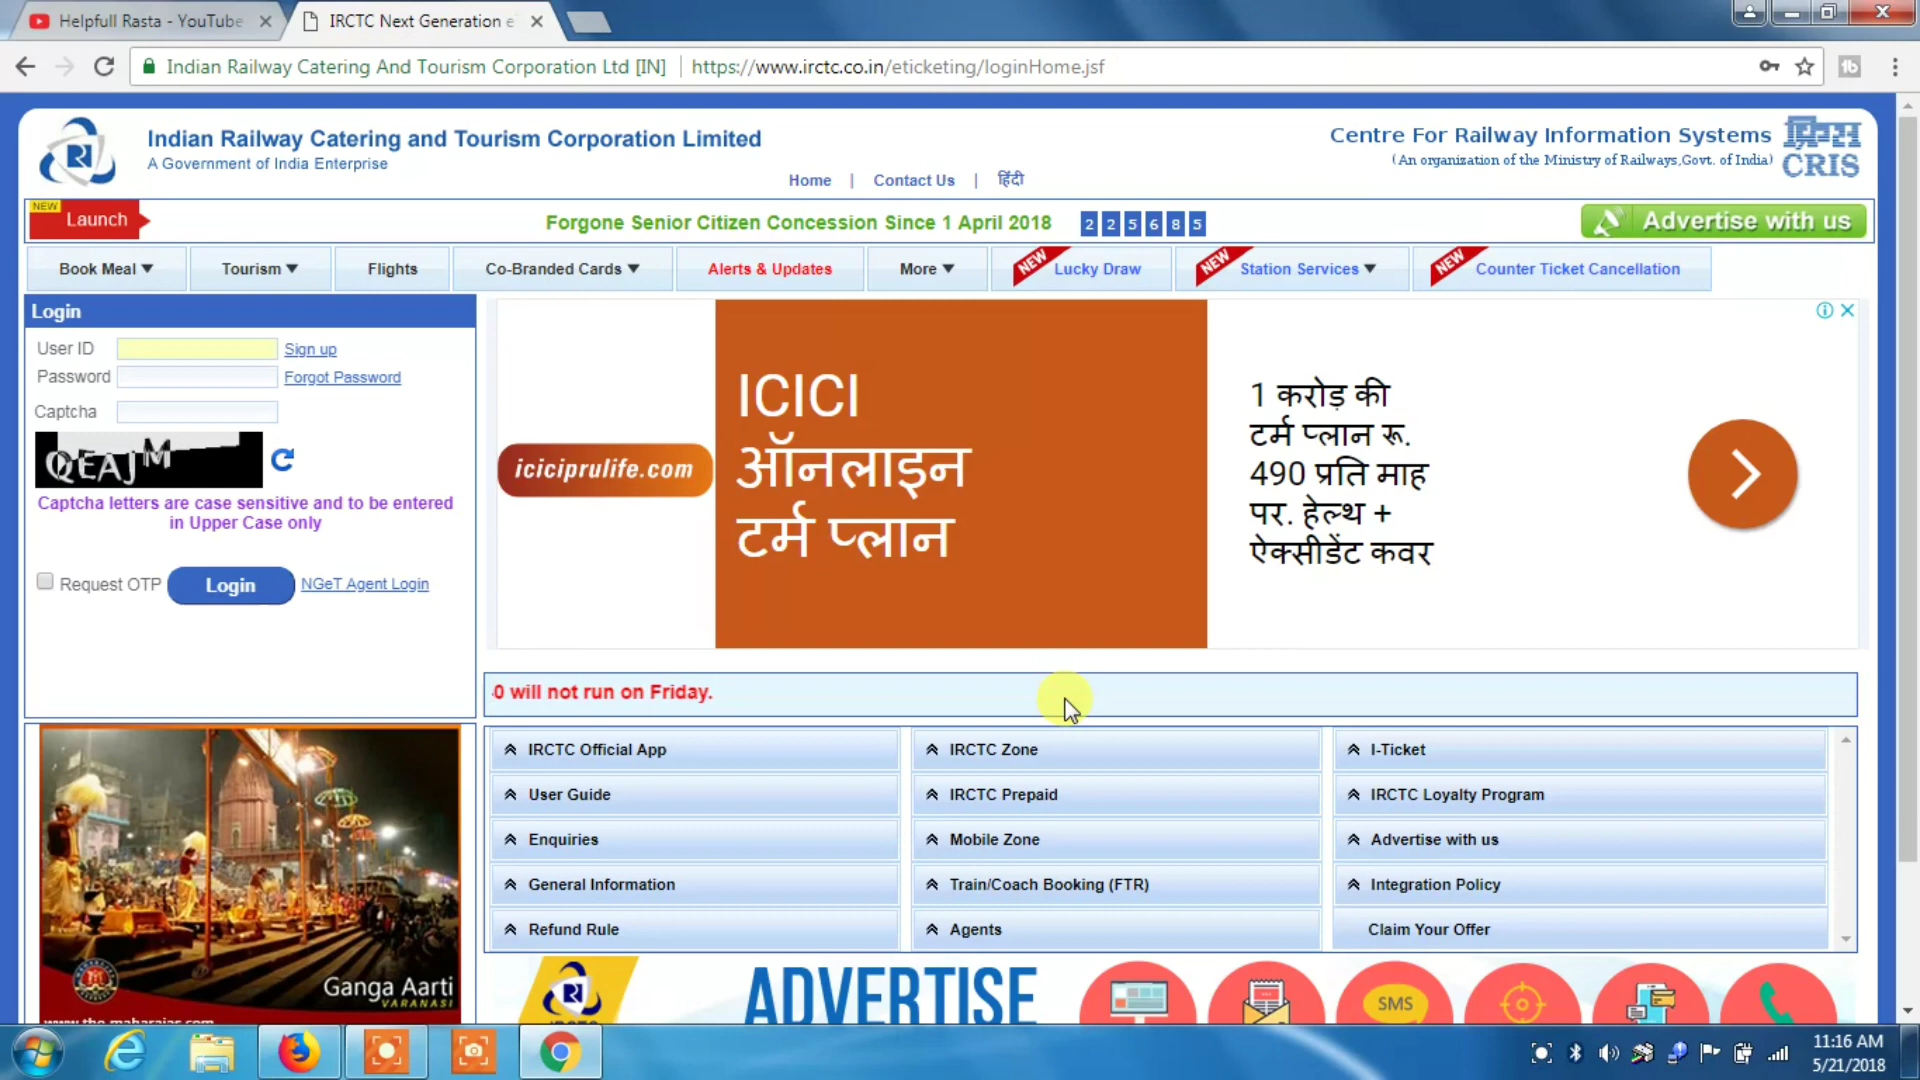 Helpfull Rasta - YouTube
IRCTC Next Generation e
Indian Railway Catering And Tourism Corporation Ltd [IN]
https://www.irctc.co.in/eticketing/loginHome.jsf
Indian Railway Catering and Tourism Corporation Limited
A Government of India Enterprise
Centre For Railway Information Systems
(An organization of the Ministry of Railways,Govt. of India)
CRIS
Home | Contact Us | हिंदी
NEW
Launch
Forgone Senior Citizen Concession Since 1 April 2018 2 2 5 6 8 5
Advertise with us
Book Meal Tourism Flights Co-Branded Cards Alerts & Updates More NEW Lucky Draw NEW Station Services NEW Counter Ticket Cancellation
Login
User ID Sign up
Password Forgot Password
Captcha
QEAJM
Captcha letters are case sensitive and to be entered
in Upper Case only
Request OTP Login NGeT Agent Login
iciciprulife.com
ICICI
ऑनलाइन
टर्म प्लान
1 करोड़ की
टर्म प्लान रू.
490 प्रति माह
पर. हेल्थ +
ऐक्सीडेंट कवर
0 will not run on Friday.
IRCTC Official App IRCTC Zone I-Ticket
User Guide IRCTC Prepaid IRCTC Loyalty Program
Enquiries Mobile Zone Advertise with us
General Information Train/Coach Booking (FTR) Integration Policy
Refund Rule Agents Claim Your Offer
Ganga Aarti
VARANASI
ADVERTISE
SMS
11:16 AM
5/21/2018